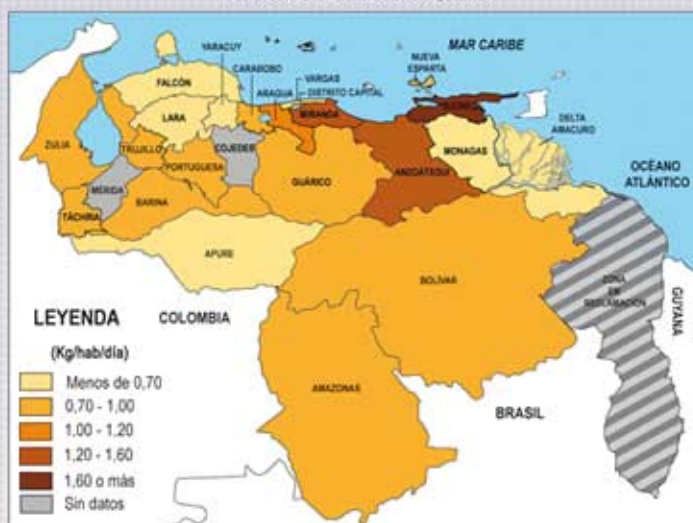 MAR CARIBE
YARACUY
CARABOBO
ARAGUA
VARGAS
DISTRITO CAPITAL
NUEVA
ESPARTA
FALCÓN
LARA
MIRANDA
SUCRE
DELTA
AMACURO
ZULIA
TRUJILLO
COJEDES
MONAGAS
OCÉANO
ATLÁNTICO
PORTUGUESA
MÉRIDA
GUÁRICO
ANZOÁTEGUI
TÁCHIRA
BARINA
APURE
BOLÍVAR
ZONA
EN
RECLAMACIÓN
GUYANA
LEYENDA
COLOMBIA
(Kg/hab/día)
Menos de 0,70
0,70 - 1,00
1,00 - 1,20
1,20 - 1,60
1,60 o màs
Sin datos
AMAZONAS
BRASIL